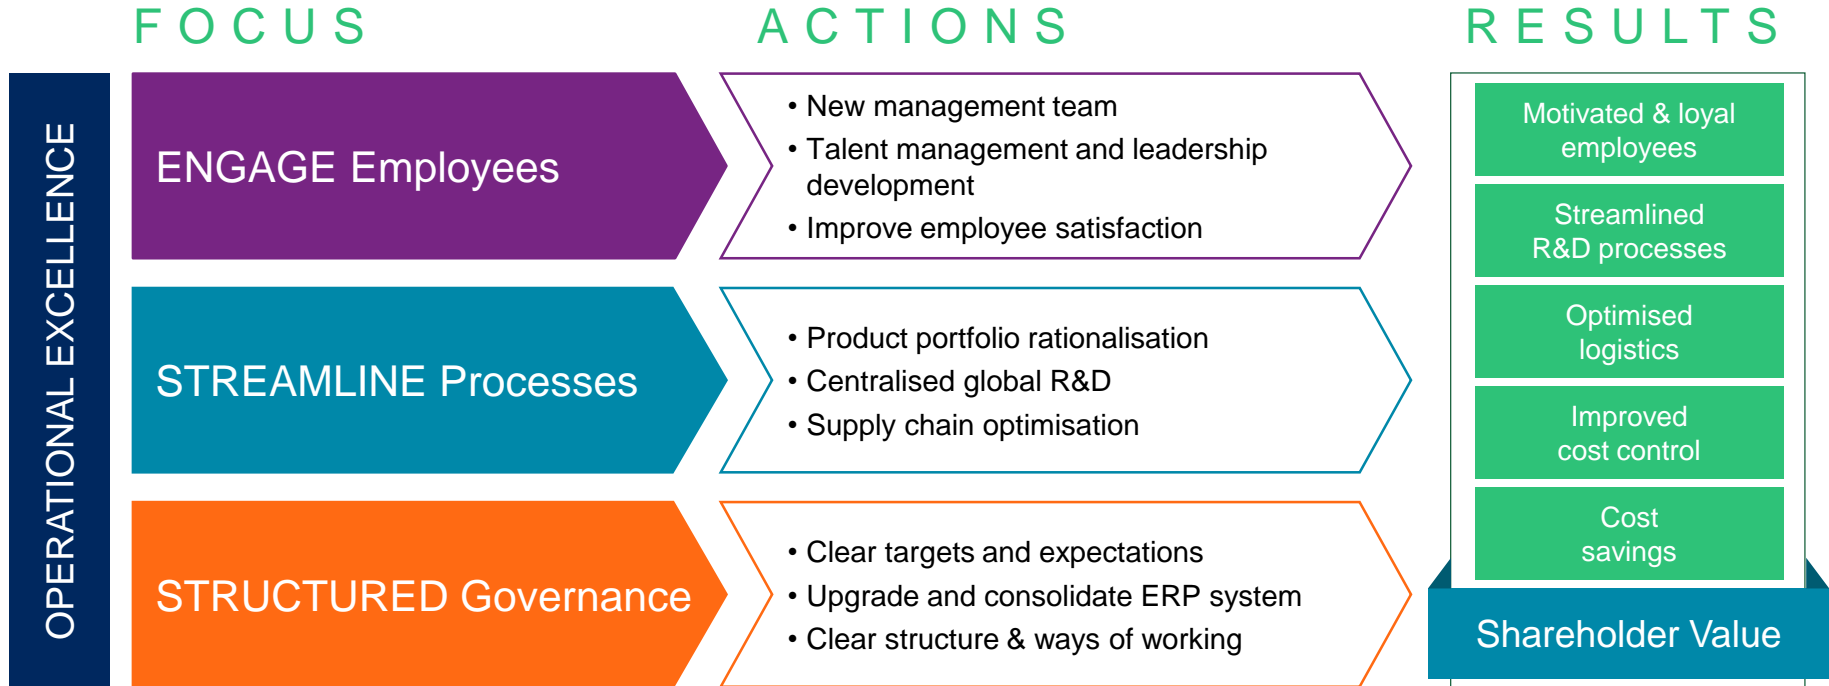 FOCUS
ACTIONS
RESULTS
OPERATIONAL EXCELLENCE
ENGAGE Employees
• New management team
• Talent management and leadership
development
• Improve employee satisfaction
STREAMLINE Processes
• Product portfolio rationalisation
• Centralised global R&D
• Supply chain optimisation
STRUCTURED Governance
• Clear targets and expectations
• Upgrade and consolidate ERP system
• Clear structure & ways of working
Motivated & loyal
employees
Streamlined
R&D processes
Optimised
logistics
Improved
cost control
Cost
savings
Shareholder Value